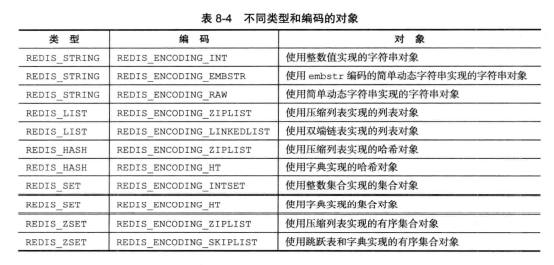 表 8-4 不同类型和编码的对象
类 型 编 码 对 象
REDIS_STRING REDIS_ENCODING_INT 使用整数值实现的字符串对象
REDIS_STRING REDIS_ENCODING_EMBSTR 使用 embstr 编码的简单动态字符串实现的字符串对象
REDIS_STRING REDIS_ENCODING_RAW 使用简单动态字符串实现的字符串对象
REDIS_LIST REDIS_ENCODING_ZIPLIST 使用压缩列表实现的列表对象
REDIS_LIST REDIS_ENCODING_LINKEDLIST 使用双端链表实现的列表对象
REDIS_HASH REDIS_ENCODING_ZIPLIST 使用压缩列表实现的哈希对象
REDIS_HASH REDIS_ENCODING_HT 使用字典实现的哈希对象
REDIS_SET REDIS_ENCODING_INTSET 使用整数集合实现的集合对象
REDIS_SET REDIS_ENCODING_HT 使用字典实现的集合对象
REDIS_ZSET REDIS_ENCODING_ZIPLIST 使用压缩列表实现的有序集合对象
REDIS_ZSET REDIS_ENCODING_SKIPLIST 使用跳跃表和字典实现的有序集合对象